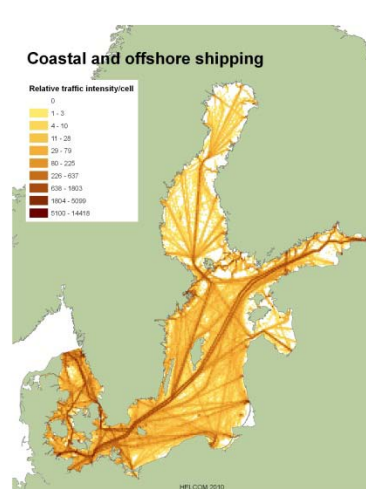 Coastal and offshore shipping
Relative traffic intensity/cell
0
1 - 3
4 - 10
11 - 28
29 - 79
80 - 225
226 - 637
638 - 1803
1804 - 5099
5100 - 14418
HELCOM 2010